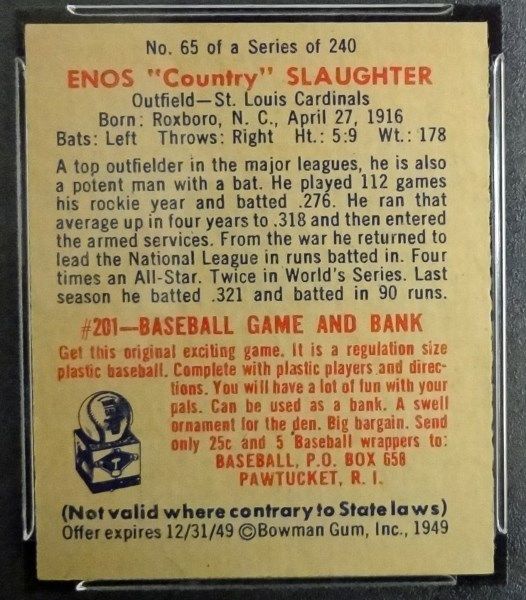 No. 65 of a Series of 240
ENOS "Country" SLAUGHTER
Outfield—St. Louis Cardinals
Born: Roxboro, N. C., April 27, 1916
Bats: Left Throws: Right Ht.: 5:9 Wt.: 178
A top outfielder in the major leagues, he is also
a potent man with a bat. He played 112 games
his rookie year and batted .276. He ran that
average up in four years to .318 and then entered
the armed services. From the war he returned to
lead the National League in runs batted in. Four
times an All-Star. Twice in World's Series. Last
season he batted .321 and batted in 90 runs.
#201—BASEBALL GAME AND BANK
Get this original exciting game. It is a regulation size
plastic baseball. Complete with plastic players and direc-
tions. You will have a lot of fun with your
pals. Can be used as a bank. A swell
ornament for the den. Big bargain. Send
only 25c and 5 Baseball wrappers to:
BASEBALL, P.O. BOX 658
PAWTUCKET, R. I.
(Not valid where contrary to State laws)
Offer expires 12/31/49 ©Bowman Gum, Inc., 1949